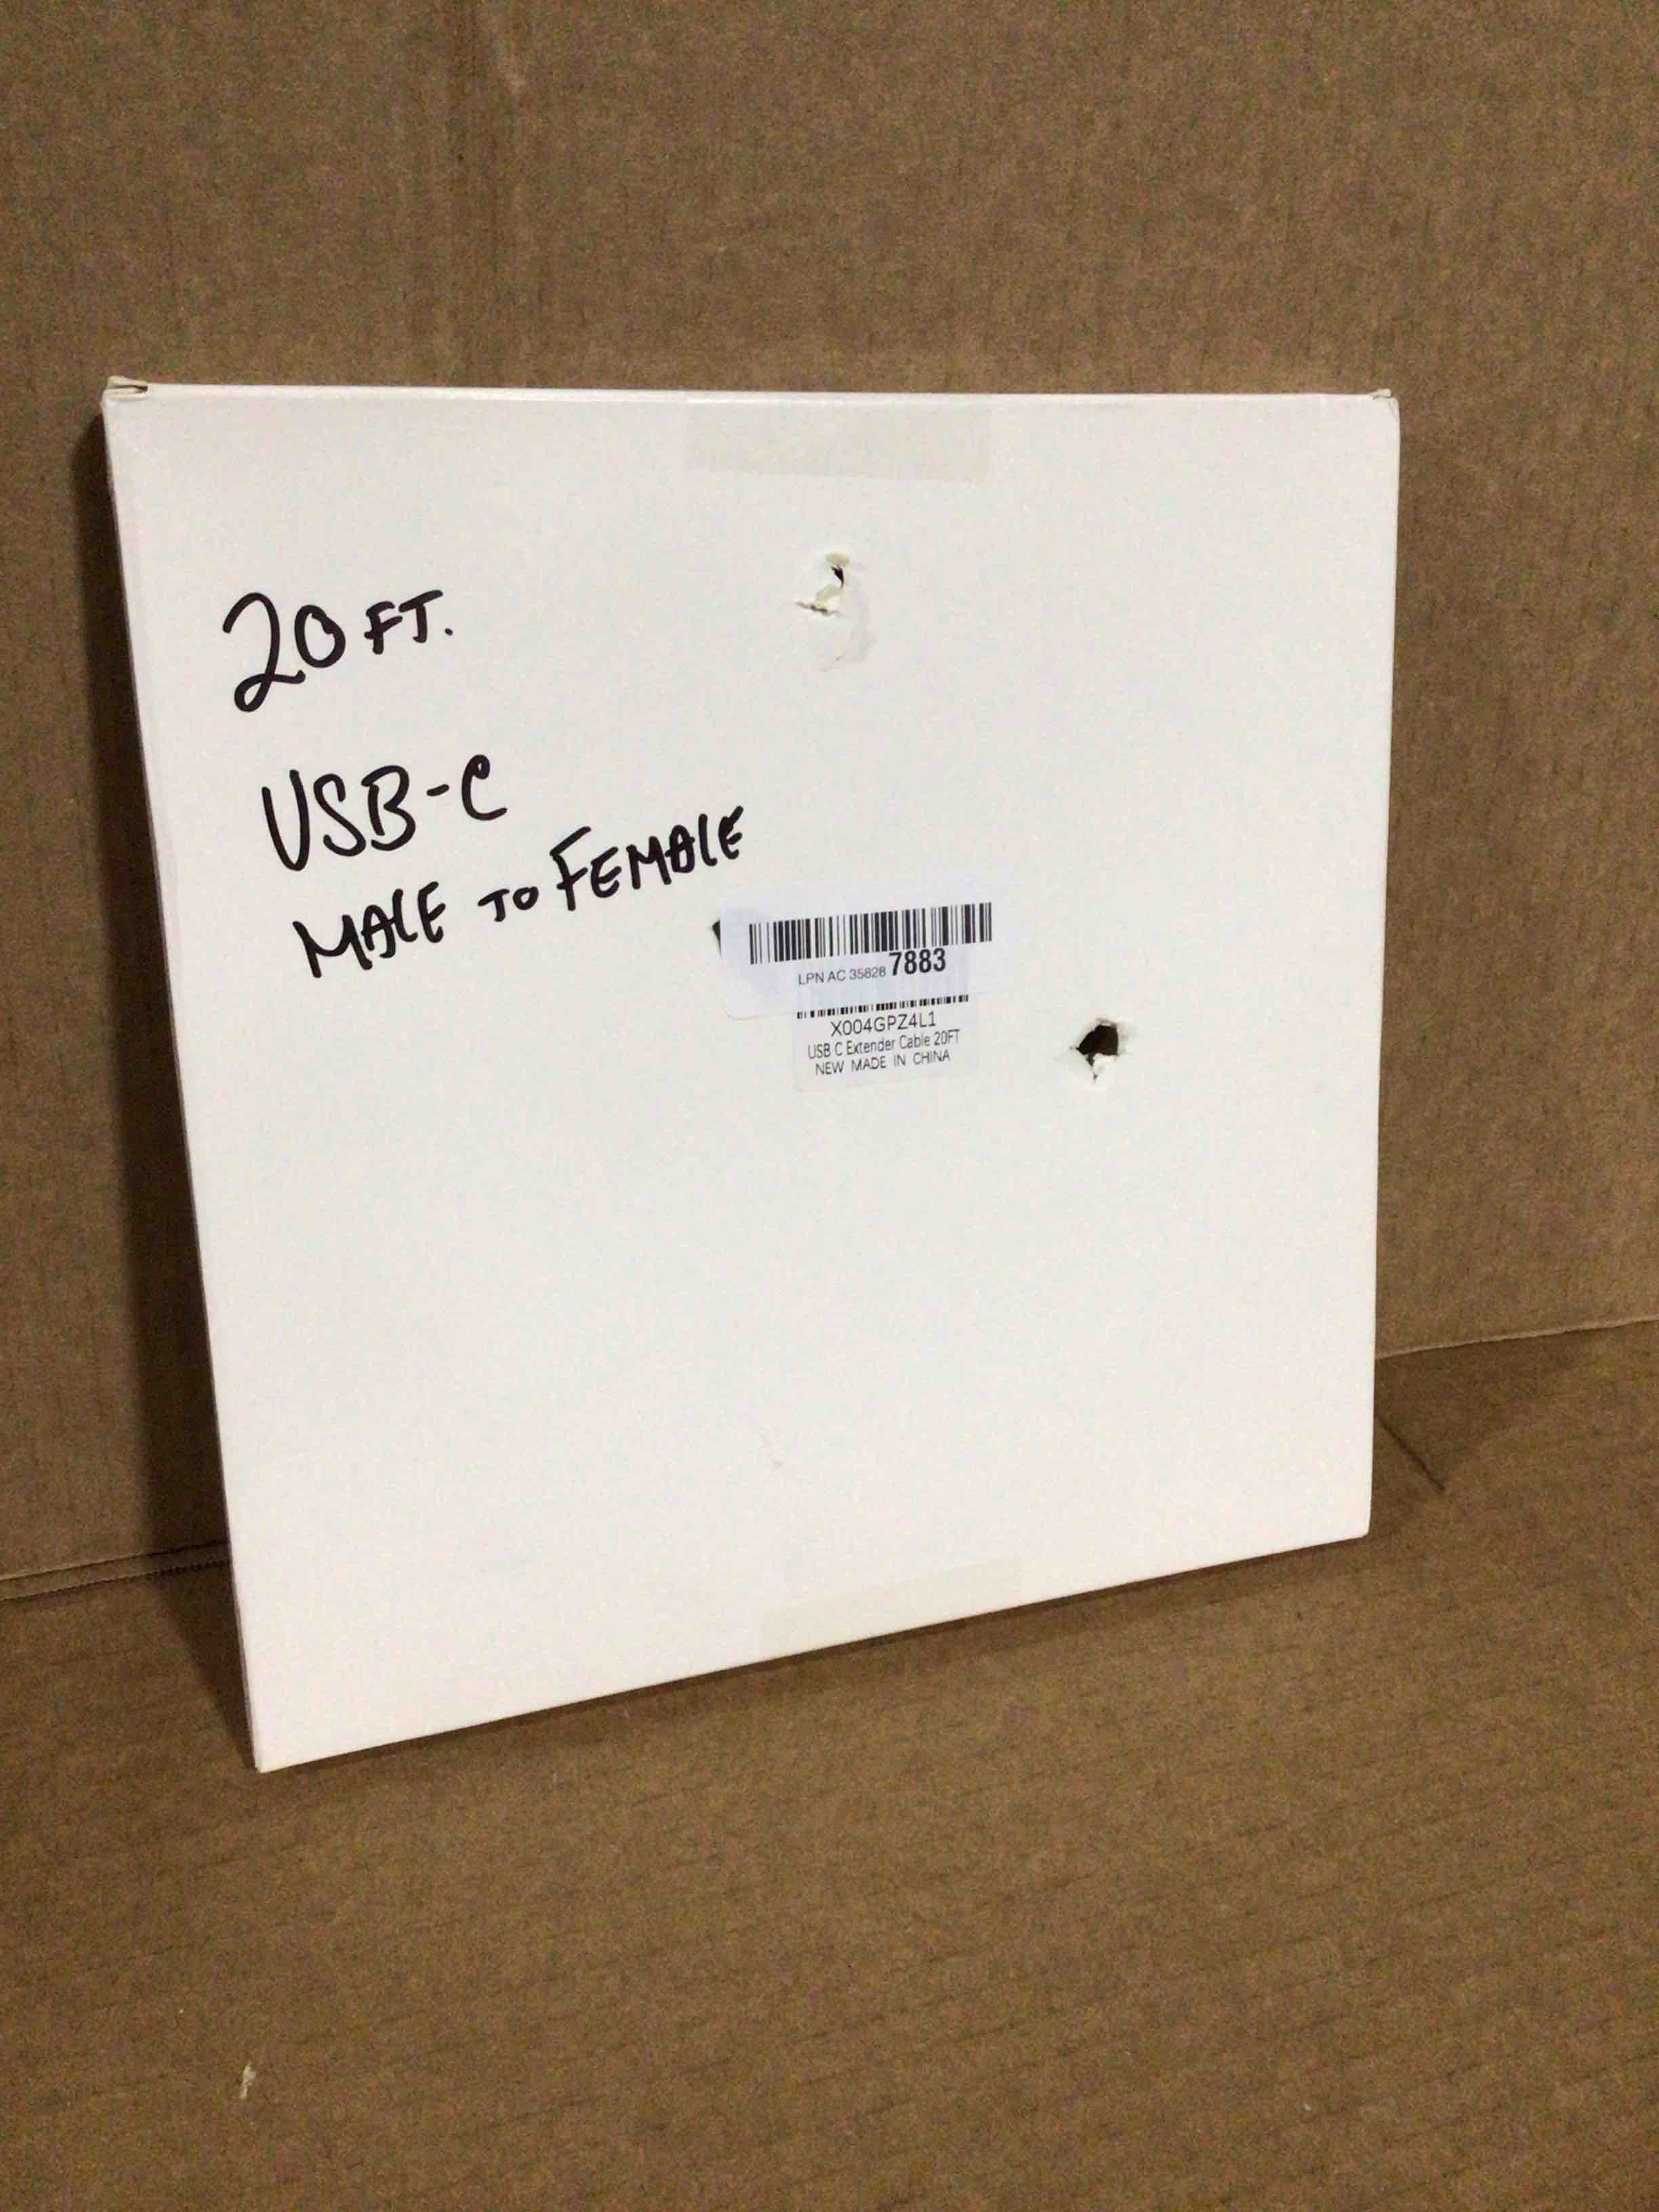 20 FT.
USB-C
MALE TO FEMALE
LPN AC 35828 7883
X004GPZ4L1
USB C Extender Cable 20FT
NEW MADE IN CHINA